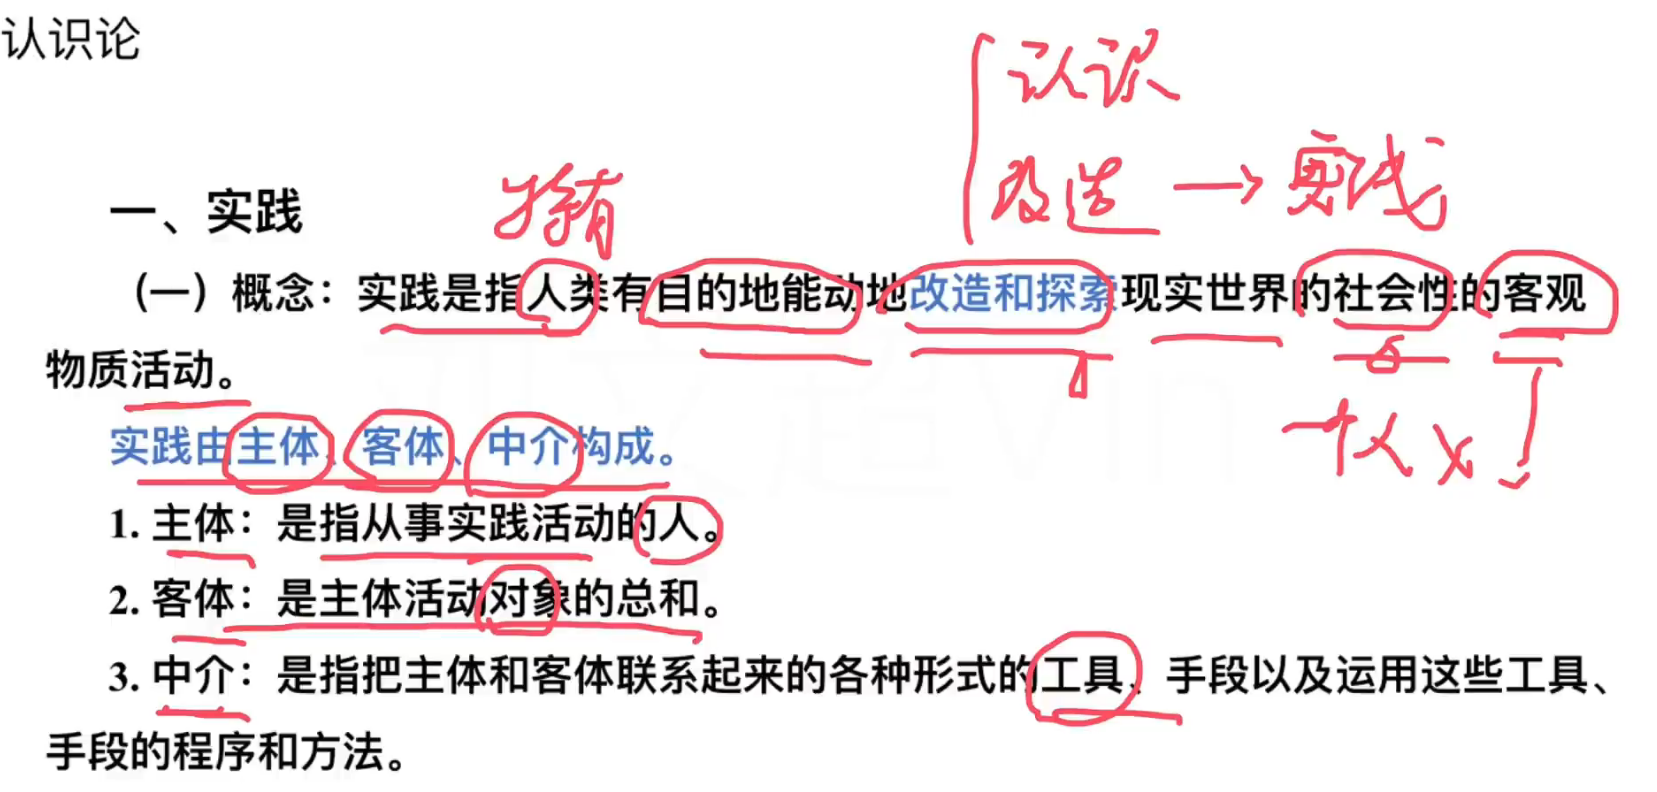 认识论
认识
改造 → 实践
一、实践
特有
（一）概念：实践是指人类有目的地能动地改造和探索现实世界的社会性的客观
物质活动。
实践由主体、客体、中介构成。
1. 主体：是指从事实践活动的人。
2. 客体：是主体活动对象的总和。
3. 中介：是指把主体和客体联系起来的各种形式的工具、手段以及运用这些工具、
手段的程序和方法。